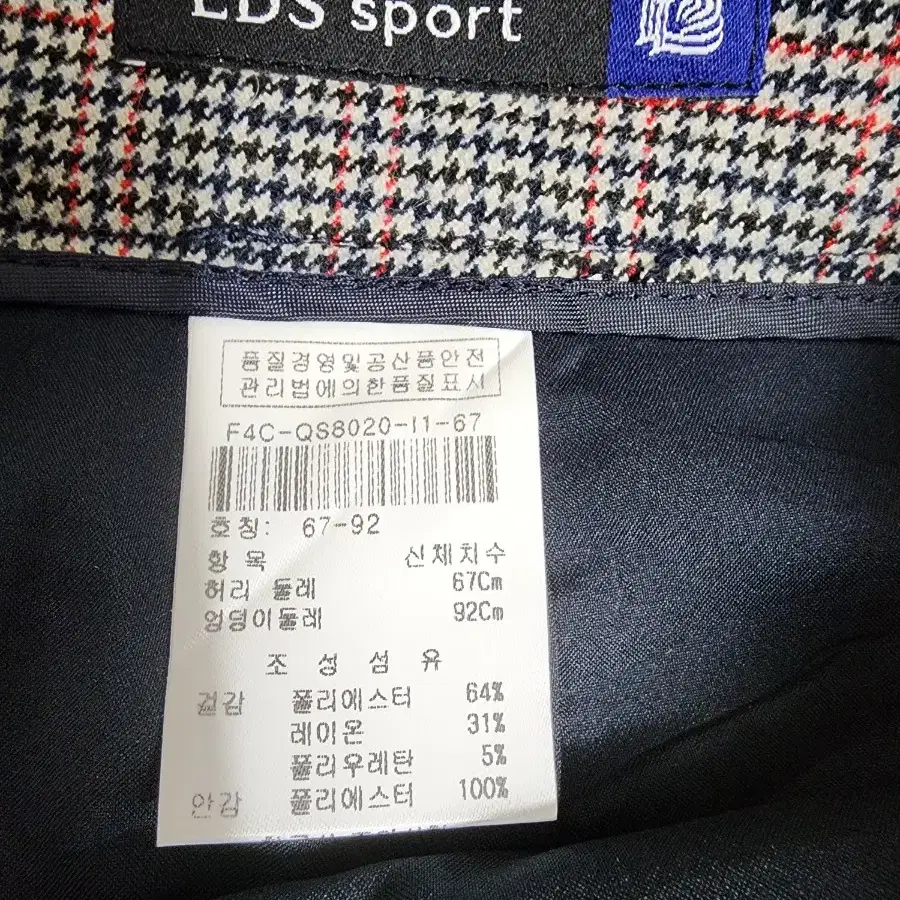 EDS sport
품질경영및공산품안전
관리법에의한품질표시
F4C-QS8020-I1-67
호칭: 67-92
항 목 신체치수
허리 둘레 67Cm
엉덩이둘레 92Cm
조 성 섬 유
겉감 폴리에스터 64%
레이온 31%
폴리우레탄 5%
안감 폴리에스터 100%